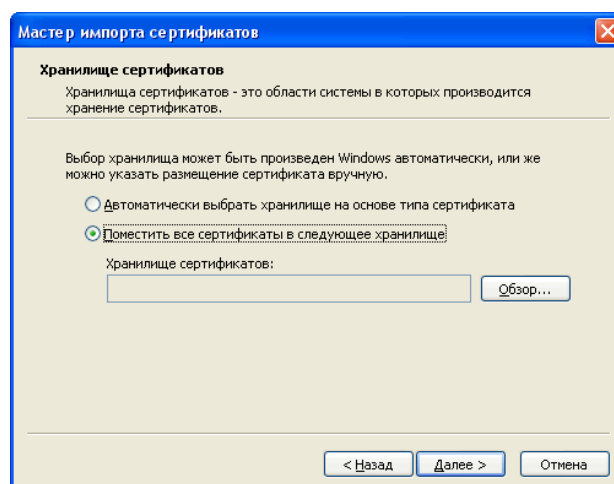 Мастер импорта сертификатов
Хранилище сертификатов
Хранилища сертификатов - это области системы в которых производится
хранение сертификатов.
Выбор хранилища может быть произведен Windows автоматически, или же
можно указать размещение сертификата вручную.
Автоматически выбрать хранилище на основе типа сертификата
Поместить все сертификаты в следующее хранилище
Хранилище сертификатов:
Обзор...
< Назад Далее > Отмена